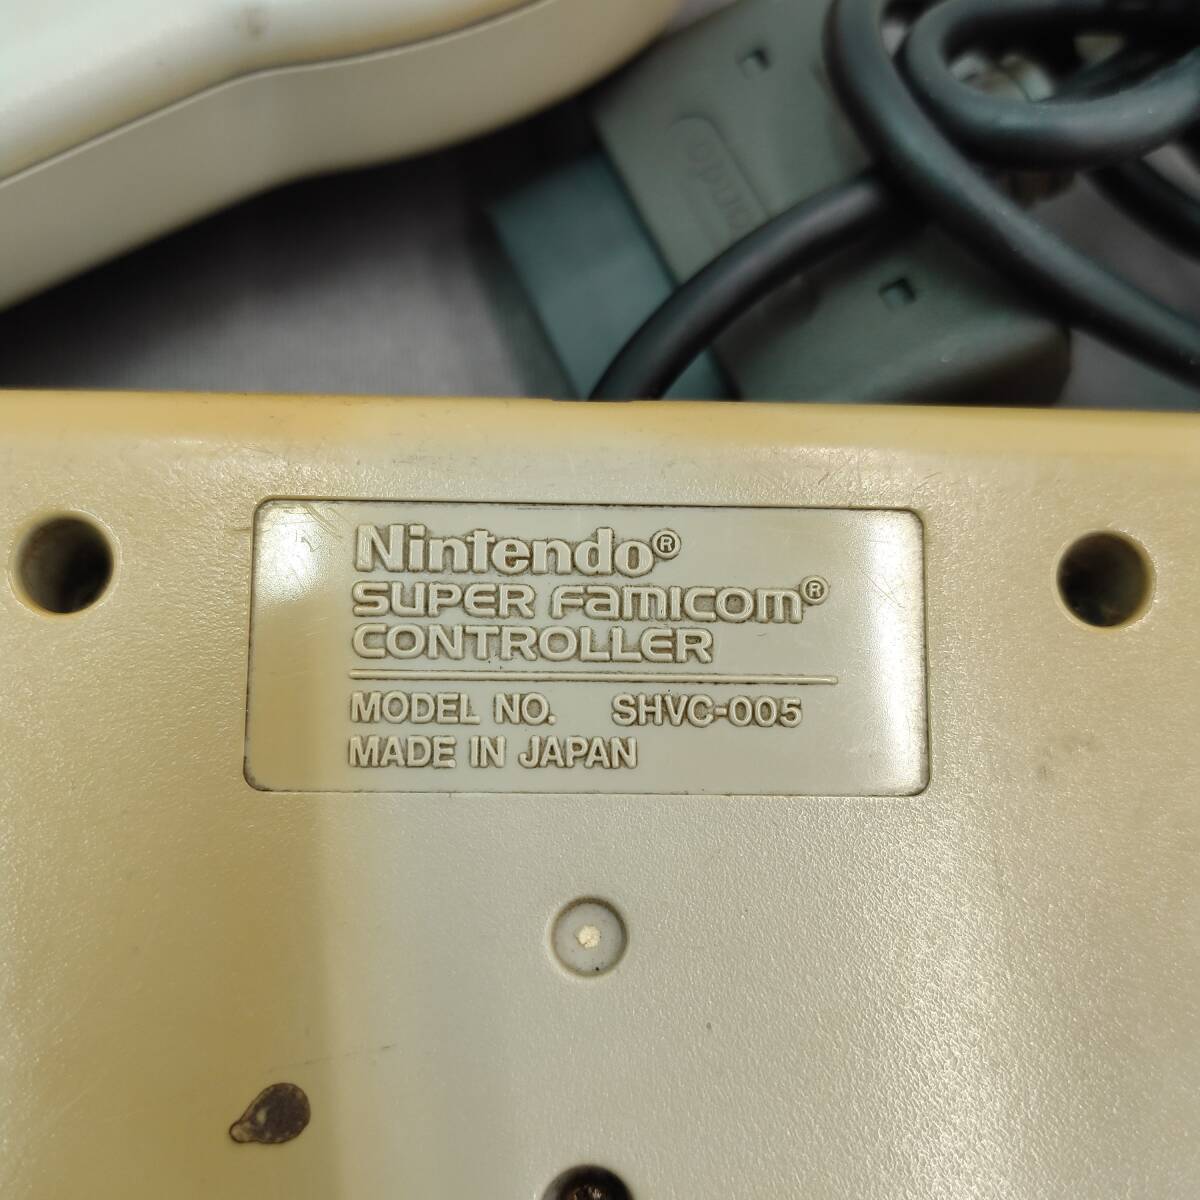 Nintendo®
SUPER FAMICOM®
CONTROLLER
MODEL NO. SHVC-005
MADE IN JAPAN